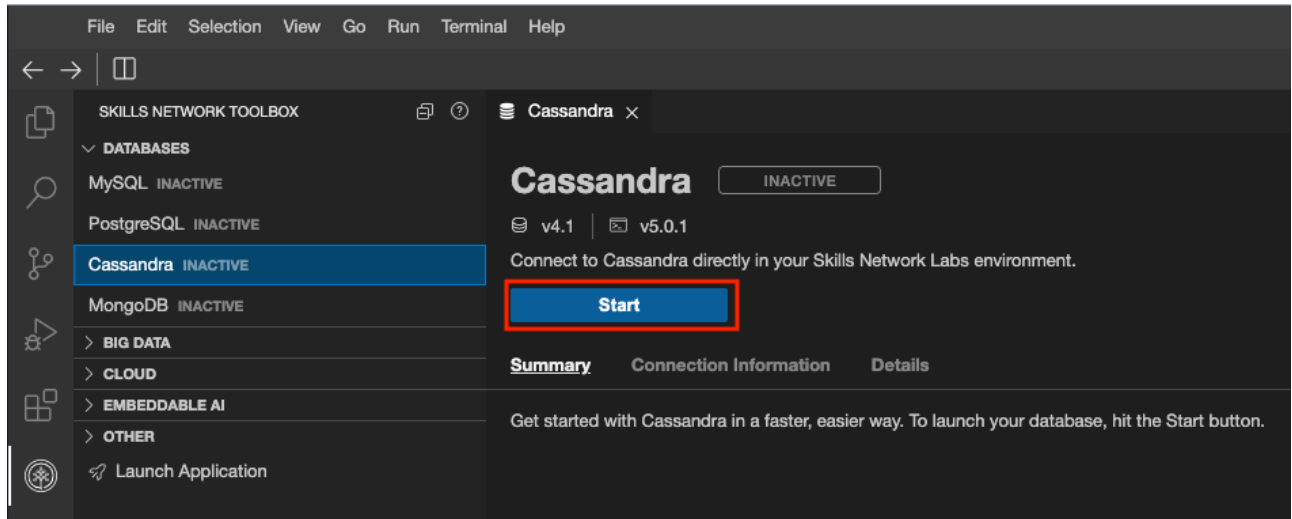 File Edit Selection View Go Run Terminal Help
SKILLS NETWORK TOOLBOX
DATABASES
MySQL INACTIVE
PostgreSQL INACTIVE
Cassandra INACTIVE
MongoDB INACTIVE
BIG DATA
CLOUD
EMBEDDABLE AI
OTHER
Launch Application
Cassandra
Cassandra INACTIVE
v4.1 v5.0.1
Connect to Cassandra directly in your Skills Network Labs environment.
Start
Summary Connection Information Details
Get started with Cassandra in a faster, easier way. To launch your database, hit the Start button.